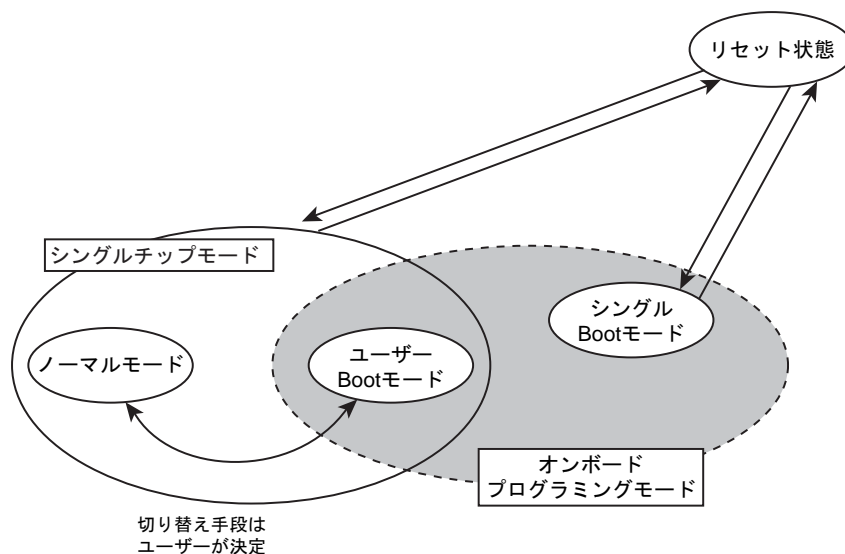 リセット状態
シングルチップモード
シングル
Bootモード
ノーマルモード
ユーザー
Bootモード
オンボード
プログラミングモード
切り替え手段は
ユーザーが決定